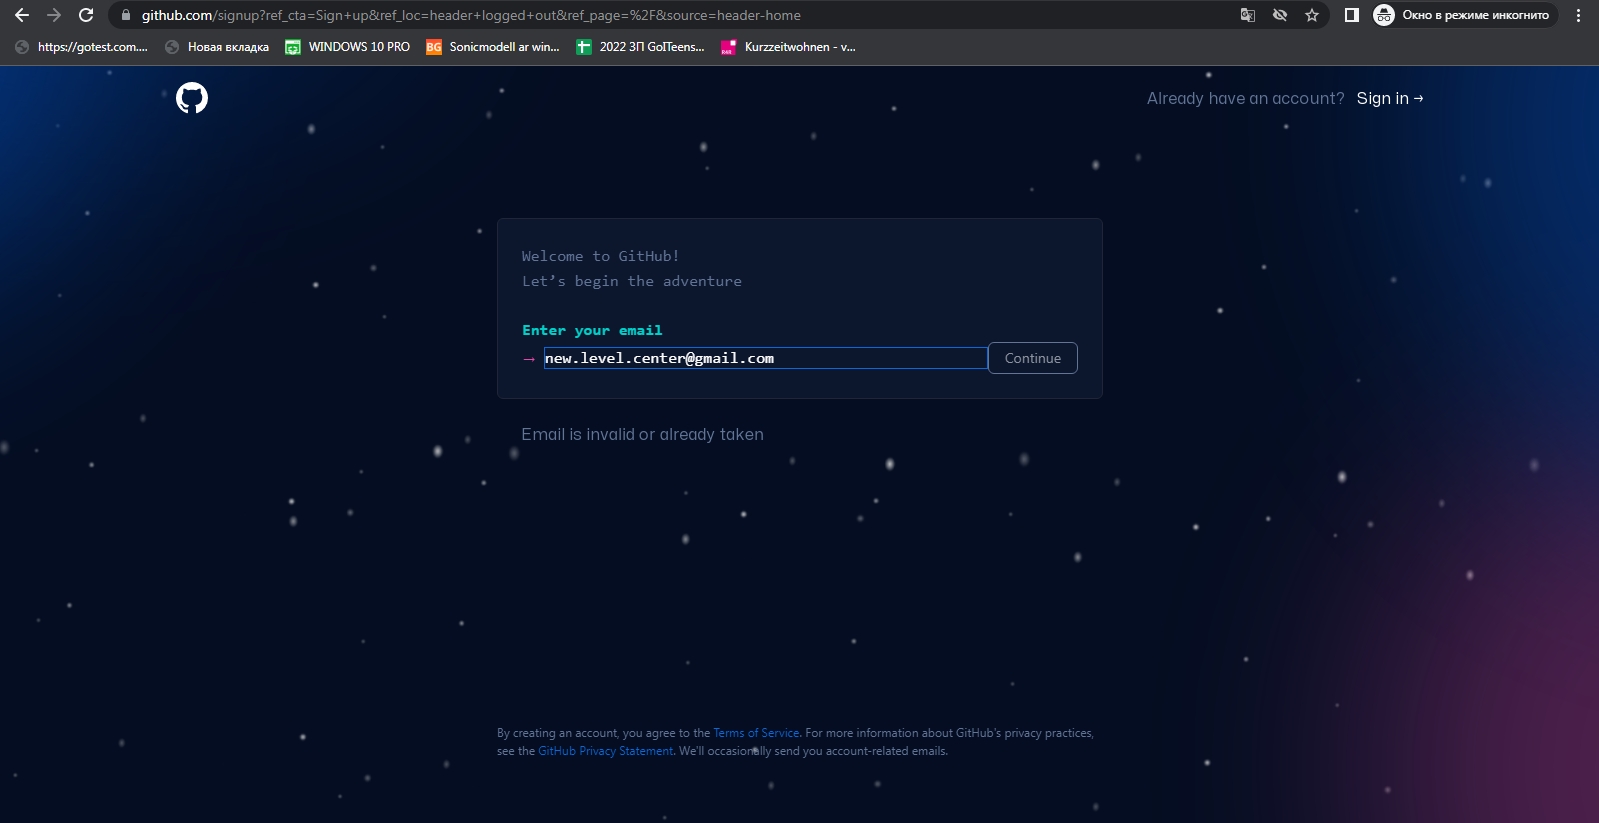 github.com/signup?ref_cta=Sign+up&ref_loc=header+logged+out&ref_page=%2F&source=header-home
Окно в режиме инкогнито
https://gotest.com....
Новая вкладка
WINDOWS 10 PRO
BG Sonicmodell ar win...
2022 ЗП GoITeens...
Kurzzeitwohnen - v...
Already have an account? Sign in →
Welcome to GitHub!
Let’s begin the adventure
Enter your email
→ new.level.center@gmail.com
Continue
Email is invalid or already taken
By creating an account, you agree to the Terms of Service. For more information about GitHub's privacy practices,
see the GitHub Privacy Statement. We'll occasionally send you account-related emails.